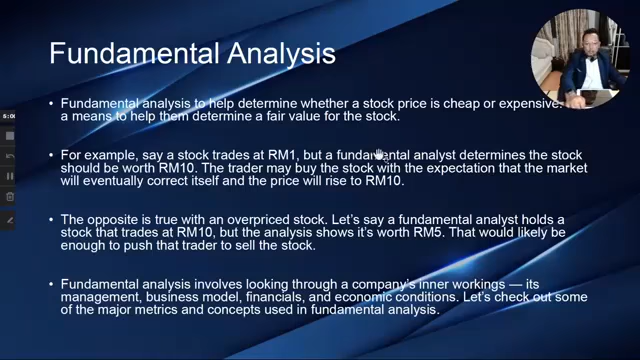 Fundamental Analysis
• Fundamental analysis to help determine whether a stock price is cheap or expensive.
a means to help them determine a fair value for the stock.
• For example, say a stock trades at RM1, but a fundamental analyst determines the stock
should be worth RM10. The trader may buy the stock with the expectation that the market
will eventually correct itself and the price will rise to RM10.
• The opposite is true with an overpriced stock. Let's say a fundamental analyst holds a
stock that trades at RM10, but the analysis shows it's worth RM5. That would likely be
enough to push that trader to sell the stock.
• Fundamental analysis involves looking through a company's inner workings — its
management, business model, financials, and economic conditions. Let's check out some
of the major metrics and concepts used in fundamental analysis.